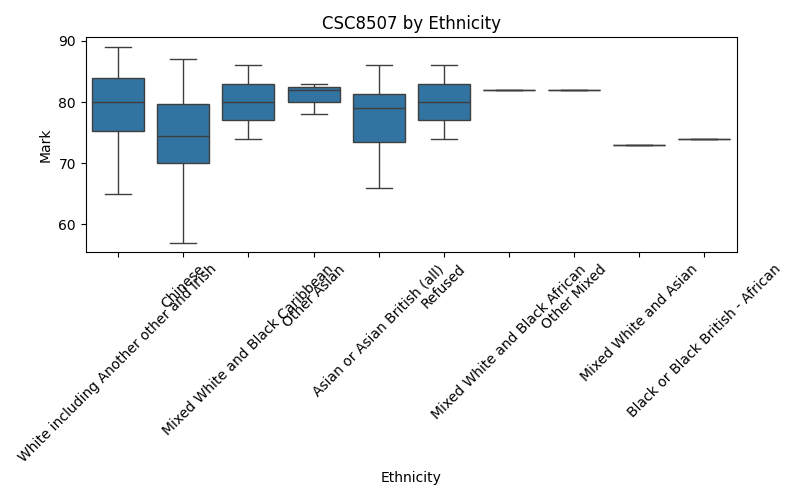 CSC8507 by Ethnicity
90
80
70
60
Mark
White including Another other and Irish
Chinese
Mixed White and Black Caribbean
Other Asian
Asian or Asian British (all)
Refused
Mixed White and Black African
Other Mixed
Mixed White and Asian
Black or Black British - African
Ethnicity